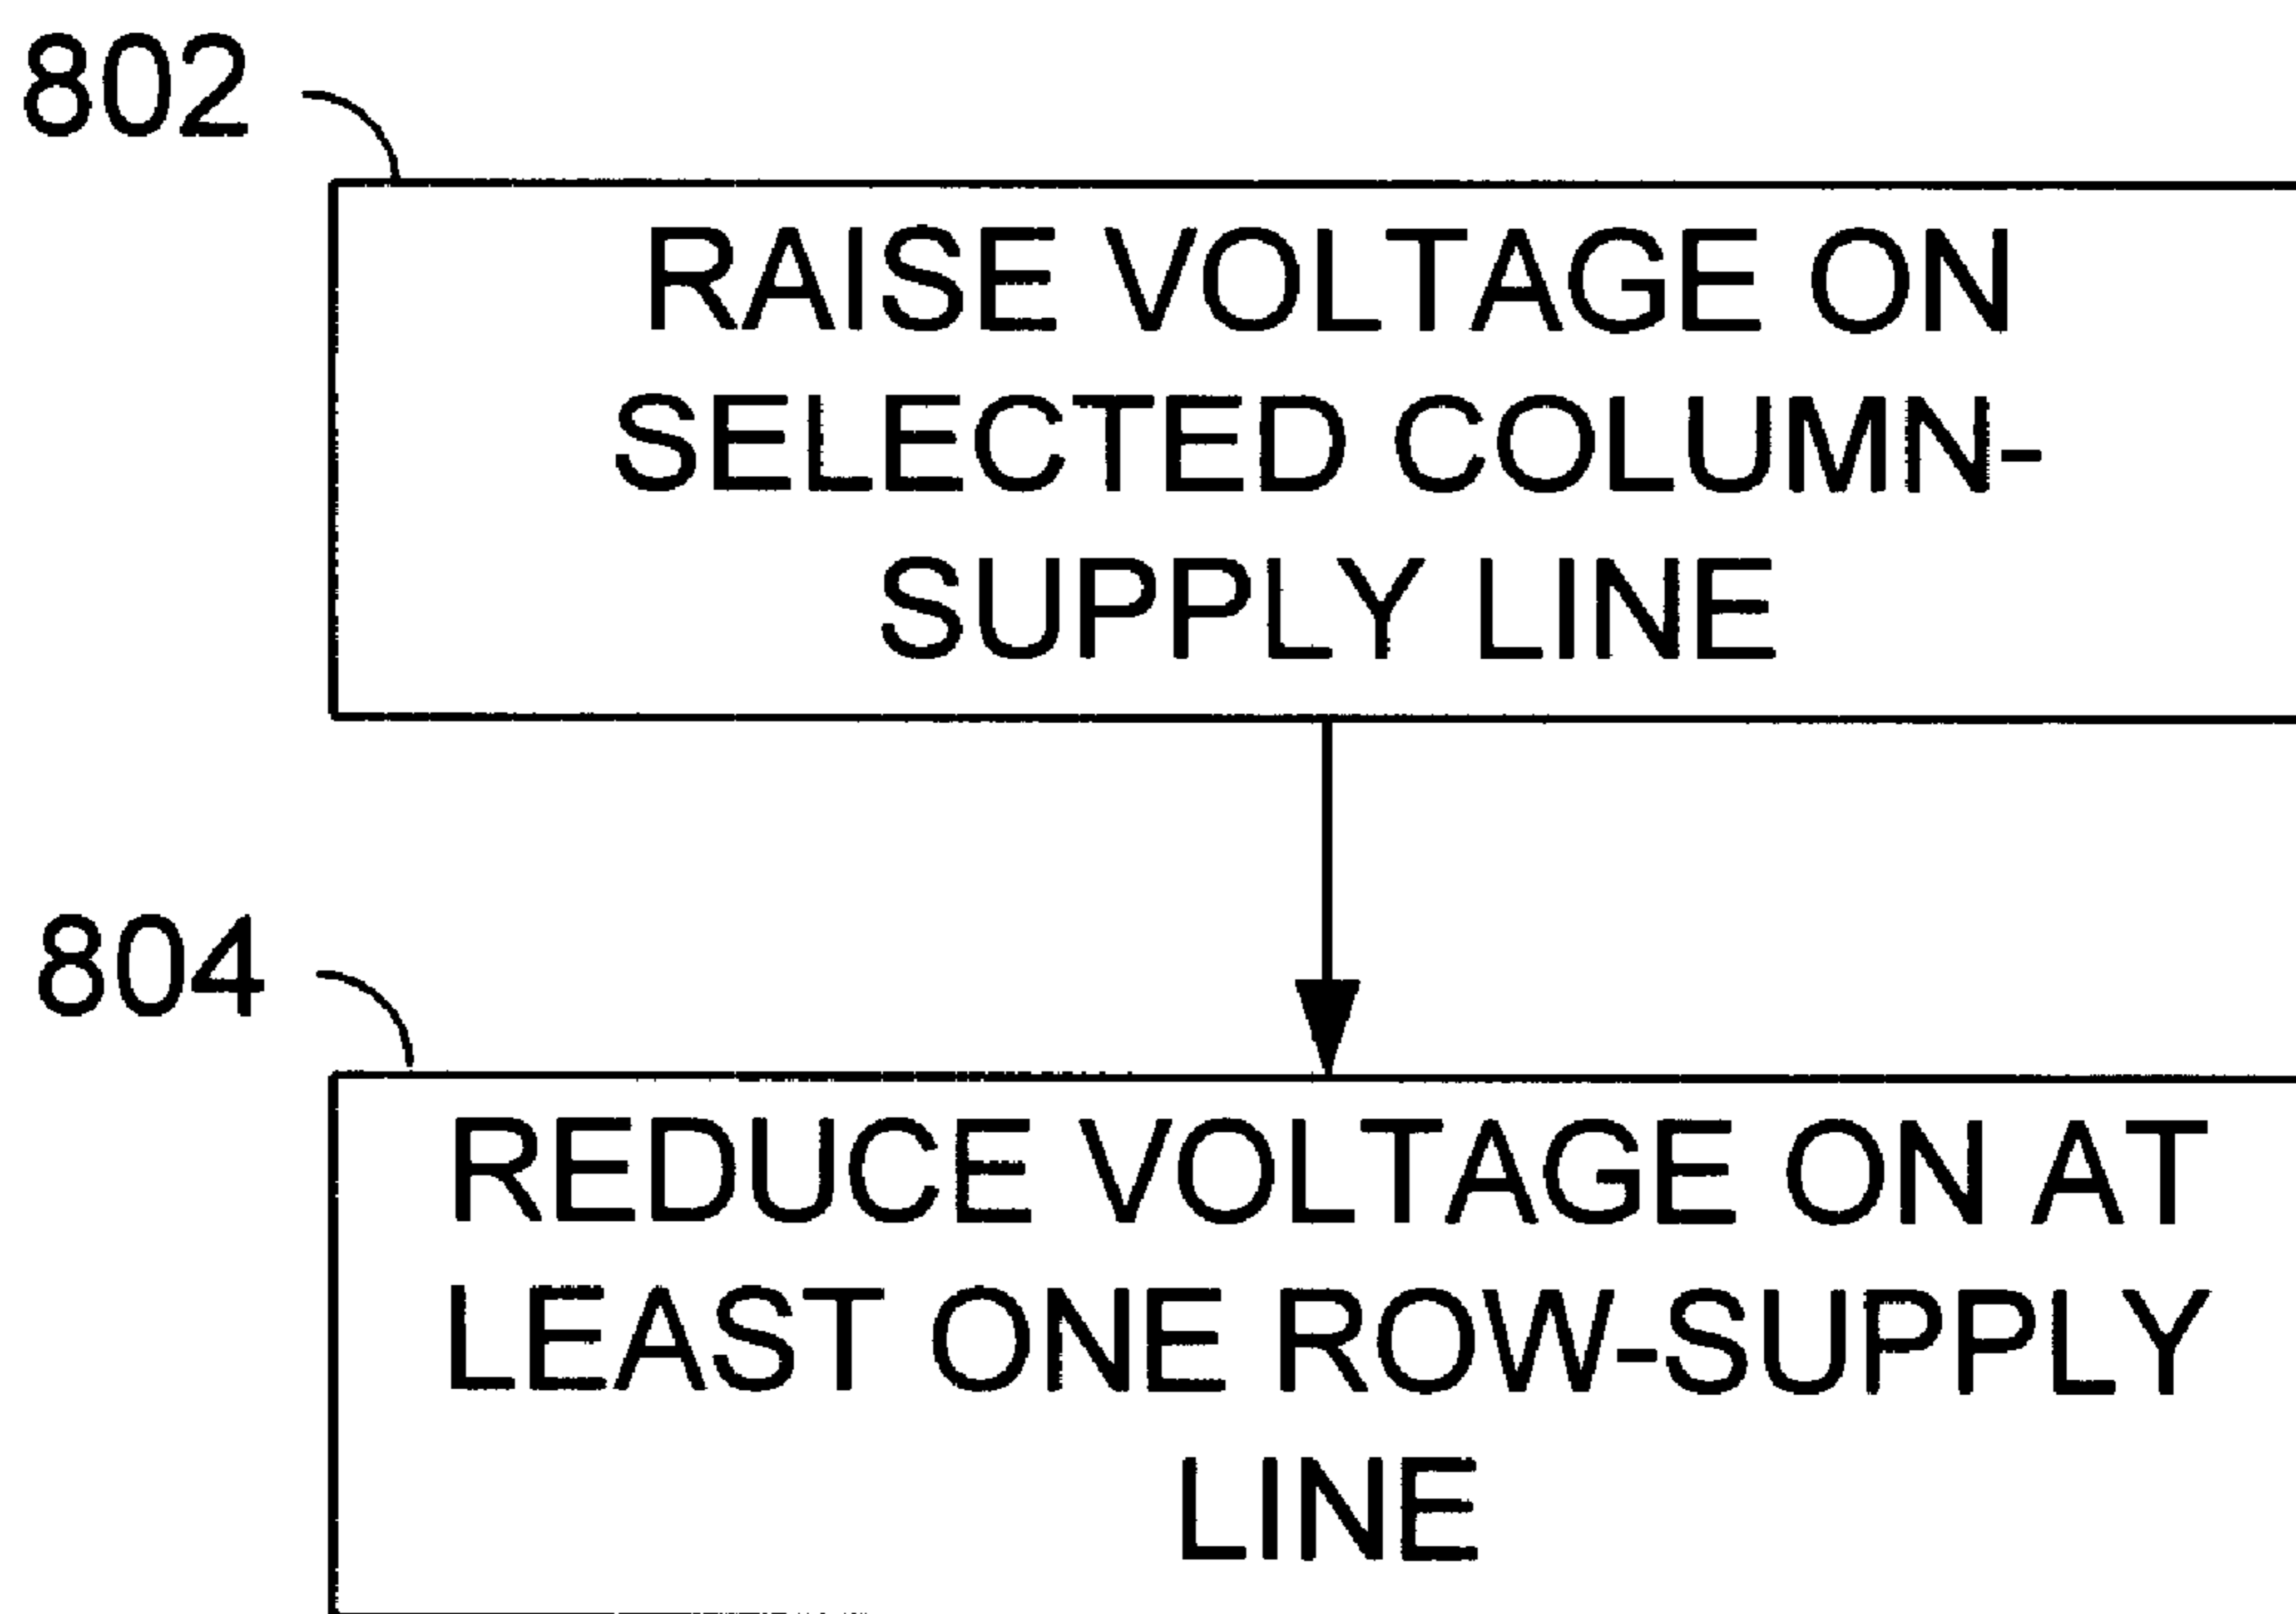 802
RAISE VOLTAGE ON
SELECTED COLUMN-
SUPPLY LINE
804
REDUCE VOLTAGE ON AT
LEAST ONE ROW-SUPPLY
LINE